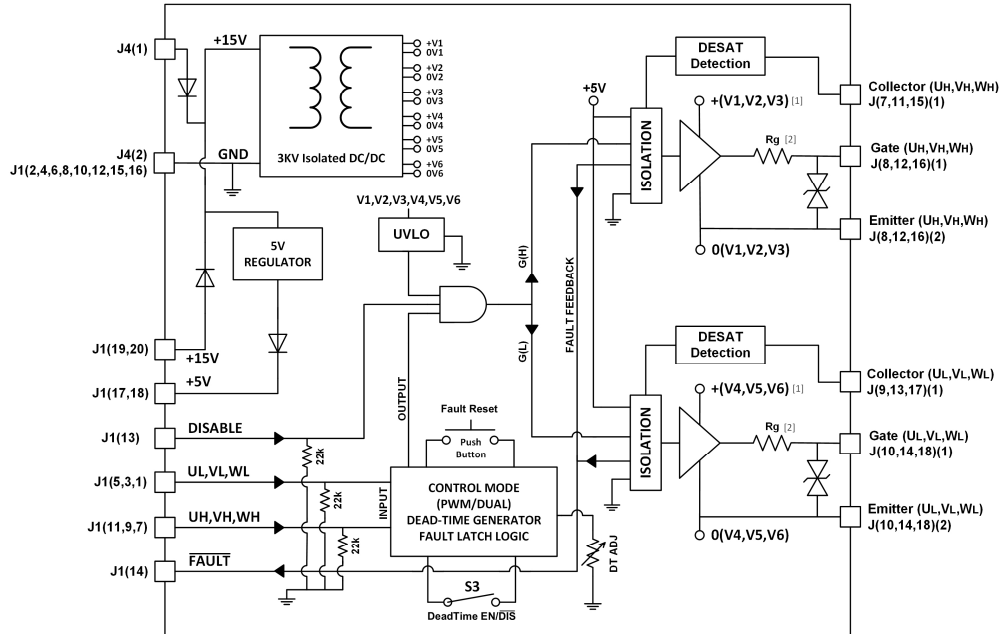 J4(1)
+15V
+V1
0V1
+V2
0V2
+V3
0V3
+V4
0V4
+V5
0V5
+V6
0V6
3KV Isolated DC/DC
J4(2)
J1(2,4,6,8,10,12,15,16)
GND
V1,V2,V3,V4,V5,V6
UVLO
5V
REGULATOR
J1(19,20)
+15V
J1(17,18)
+5V
J1(13)
DISABLE
22k
J1(5,3,1)
UL,VL,WL
22k
J1(11,9,7)
UH,VH,WH
22k
J1(14)
FAULT
INPUT
OUTPUT
Fault Reset
Push
Button
CONTROL MODE
(PWM/DUAL)
DEAD-TIME GENERATOR
FAULT LATCH LOGIC
S3
DeadTime EN/DIS
DT ADJ
G(H)
G(L)
FAULT FEEDBACK
+5V
DESAT
Detection
ISOLATION
+(V1,V2,V3) [1]
Rg [2]
0(V1,V2,V3)
Collector (UH,VH,WH)
J(7,11,15)(1)
Gate (UH,VH,WH)
J(8,12,16)(1)
Emitter (UH,VH,WH)
J(8,12,16)(2)
DESAT
Detection
ISOLATION
+(V4,V5,V6) [1]
Rg [2]
0(V4,V5,V6)
Collector (UL,VL,WL)
J(9,13,17)(1)
Gate (UL,VL,WL)
J(10,14,18)(1)
Emitter (UL,VL,WL)
J(10,14,18)(2)